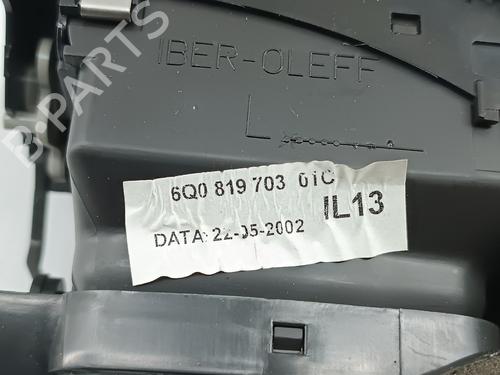 B-PARTS
IBER-OLEFF
L
6Q0 819 703 01C
IL13
DATA: 22-05-2002